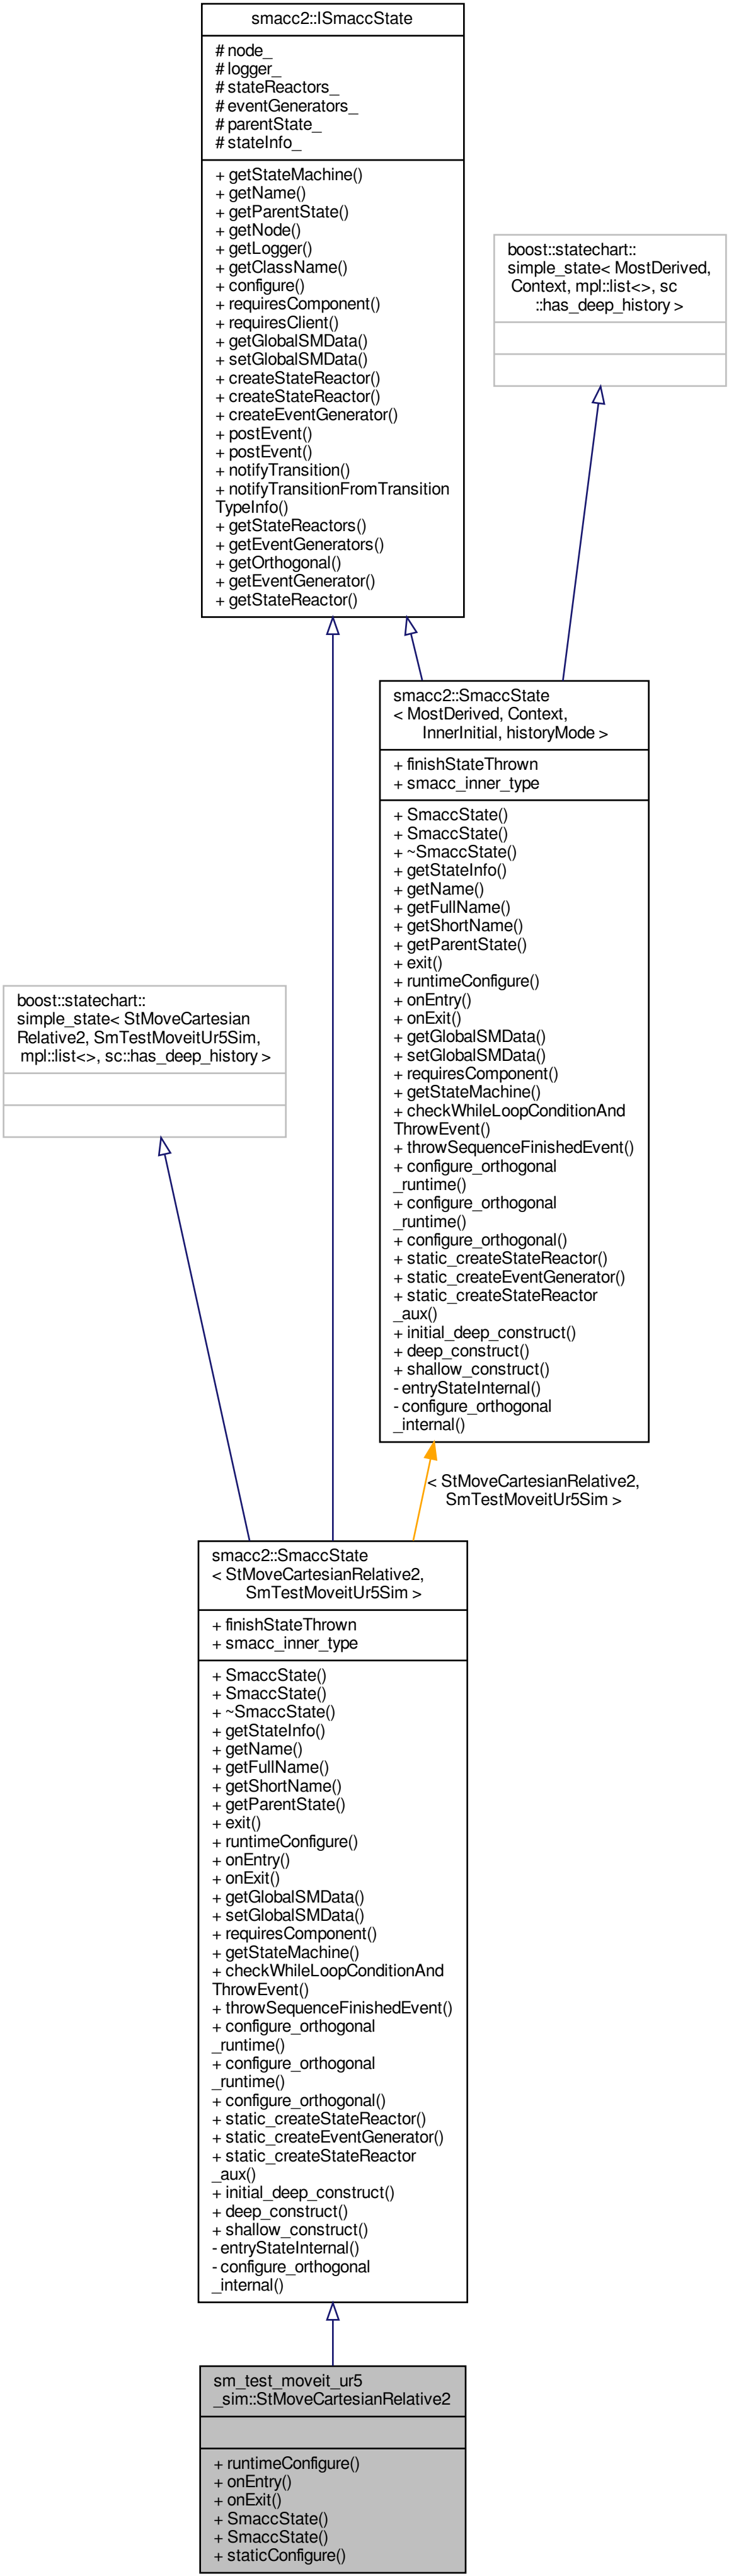 smacc2::ISmaccState
# node_
# logger_
# stateReactors_
# eventGenerators_
# parentState_
# stateInfo_
+ getStateMachine()
+ getName()
+ getParentState()
+ getNode()
+ getLogger()
+ getClassName()
+ configure()
+ requiresComponent()
+ requiresClient()
+ getGlobalSMData()
+ setGlobalSMData()
+ createStateReactor()
+ createStateReactor()
+ createEventGenerator()
+ postEvent()
+ postEvent()
+ notifyTransition()
+ notifyTransitionFromTransition
TypeInfo()
+ getStateReactors()
+ getEventGenerators()
+ getOrthogonal()
+ getEventGenerator()
+ getStateReactor()
boost::statechart::
simple_state< MostDerived,
Context, mpl::list<>, sc
::has_deep_history >
smacc2::SmaccState
< MostDerived, Context,
InnerInitial, historyMode >
+ finishStateThrown
+ smacc_inner_type
+ SmaccState()
+ SmaccState()
+ ~SmaccState()
+ getStateInfo()
+ getName()
+ getFullName()
+ getShortName()
+ getParentState()
+ exit()
+ runtimeConfigure()
+ onEntry()
+ onExit()
+ getGlobalSMData()
+ setGlobalSMData()
+ requiresComponent()
+ getStateMachine()
+ checkWhileLoopConditionAnd
ThrowEvent()
+ throwSequenceFinishedEvent()
+ configure_orthogonal
_runtime()
+ configure_orthogonal
_runtime()
+ configure_orthogonal()
+ static_createStateReactor()
+ static_createEventGenerator()
+ static_createStateReactor
_aux()
+ initial_deep_construct()
+ deep_construct()
+ shallow_construct()
- entryStateInternal()
- configure_orthogonal
_internal()
boost::statechart::
simple_state< StMoveCartesian
Relative2, SmTestMoveitUr5Sim,
mpl::list<>, sc::has_deep_history >
< StMoveCartesianRelative2,
SmTestMoveitUr5Sim >
smacc2::SmaccState
< StMoveCartesianRelative2,
SmTestMoveitUr5Sim >
+ finishStateThrown
+ smacc_inner_type
+ SmaccState()
+ SmaccState()
+ ~SmaccState()
+ getStateInfo()
+ getName()
+ getFullName()
+ getShortName()
+ getParentState()
+ exit()
+ runtimeConfigure()
+ onEntry()
+ onExit()
+ getGlobalSMData()
+ setGlobalSMData()
+ requiresComponent()
+ getStateMachine()
+ checkWhileLoopConditionAnd
ThrowEvent()
+ throwSequenceFinishedEvent()
+ configure_orthogonal
_runtime()
+ configure_orthogonal
_runtime()
+ configure_orthogonal()
+ static_createStateReactor()
+ static_createEventGenerator()
+ static_createStateReactor
_aux()
+ initial_deep_construct()
+ deep_construct()
+ shallow_construct()
- entryStateInternal()
- configure_orthogonal
_internal()
sm_test_moveit_ur5
_sim::StMoveCartesianRelative2
+ runtimeConfigure()
+ onEntry()
+ onExit()
+ SmaccState()
+ SmaccState()
+ staticConfigure()